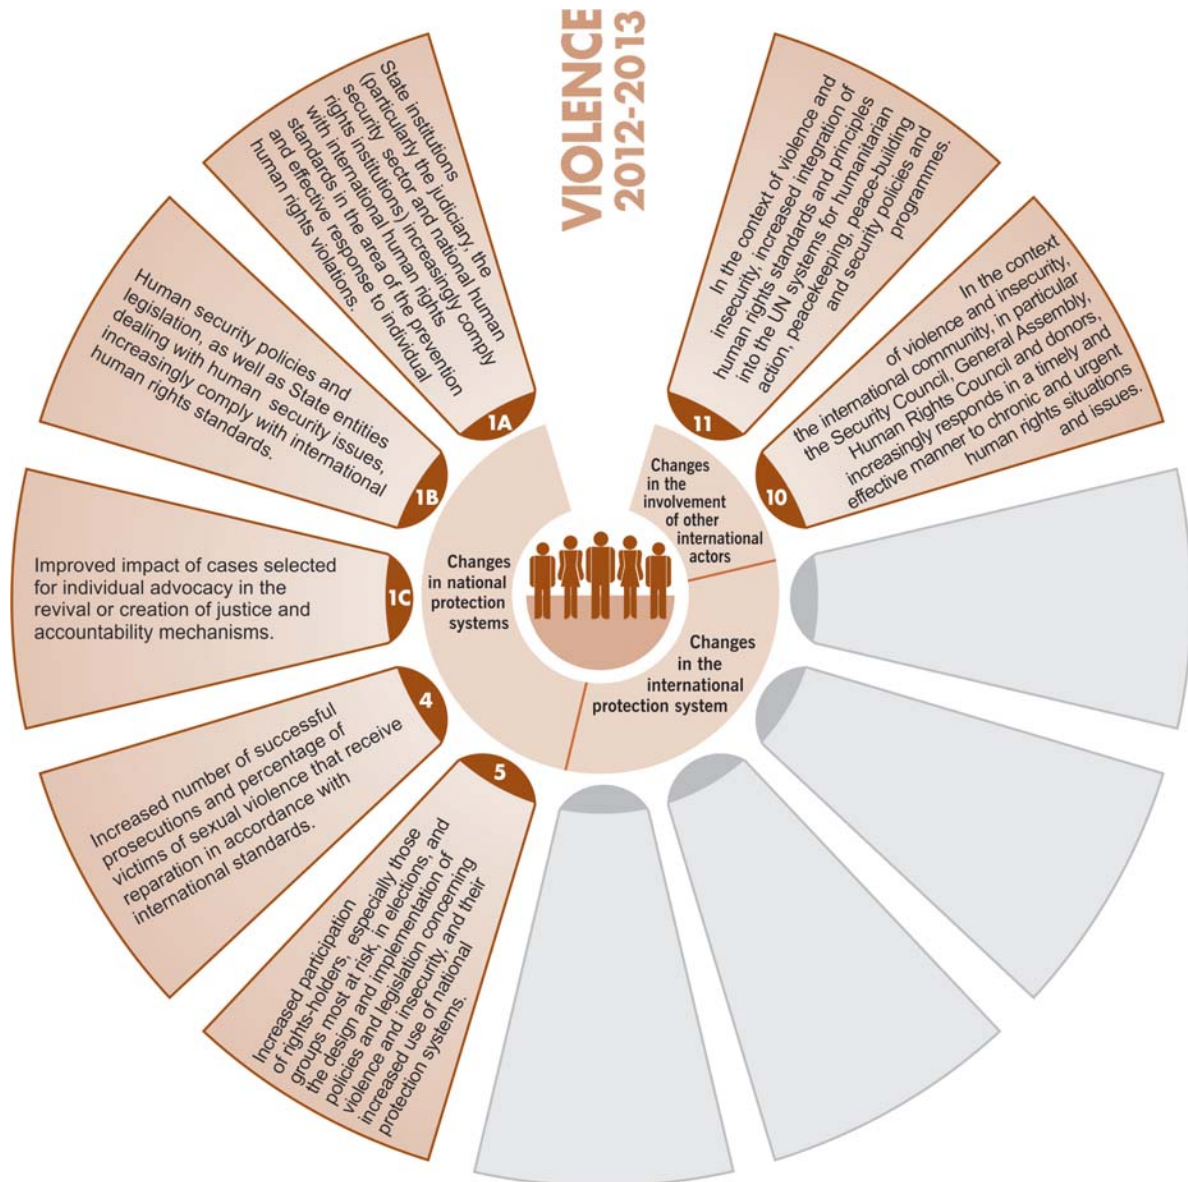 VIOLENCE
2012-2013
State institutions
(particularly the judiciary, the
security sector and national human
rights institutions) increasingly comply
with international human rights
standards in the area of the prevention
and effective response to individual
human rights violations.
1A
Human security policies and
legislation, as well as State entities
dealing with human security issues,
increasingly comply with international
human rights standards.
1B
Improved impact of cases selected
for individual advocacy in the
revival or creation of justice and
accountability mechanisms.
1C
Increased number of successful
prosecutions and percentage of
victims of sexual violence that receive
reparation in accordance with
international standards.
4
Increased participation
of rights-holders, especially those
groups most at risk, in elections, and
the design and implementation of
policies and legislation concerning
violence and insecurity, and their
increased use of national
protection systems.
5
In the context of violence and
insecurity, increased integration of
human rights standards and principles
into the UN systems for humanitarian
action, peacekeeping, peace-building
and security policies and
programmes.
11
In the context
of violence and insecurity,
the international community, in particular
the Security Council, General Assembly,
Human Rights Council and donors,
increasingly responds in a timely and
effective manner to chronic and urgent
human rights situations
and issues.
10
Changes
in national
protection
systems
Changes
in the
involvement
of other
international
actors
Changes
in the
international
protection system